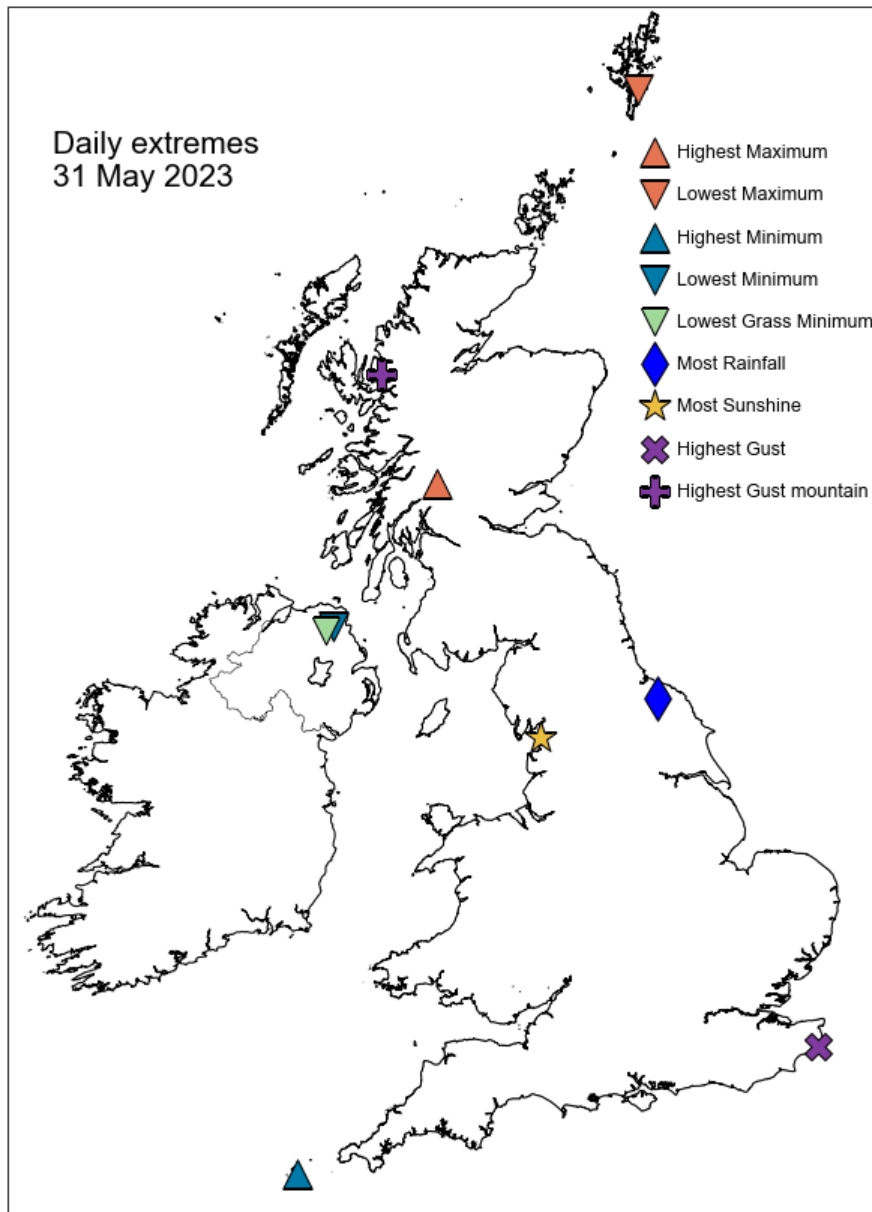 Daily extremes
31 May 2023
Highest Maximum
Lowest Maximum
Highest Minimum
Lowest Minimum
Lowest Grass Minimum
Most Rainfall
Most Sunshine
Highest Gust
Highest Gust mountain